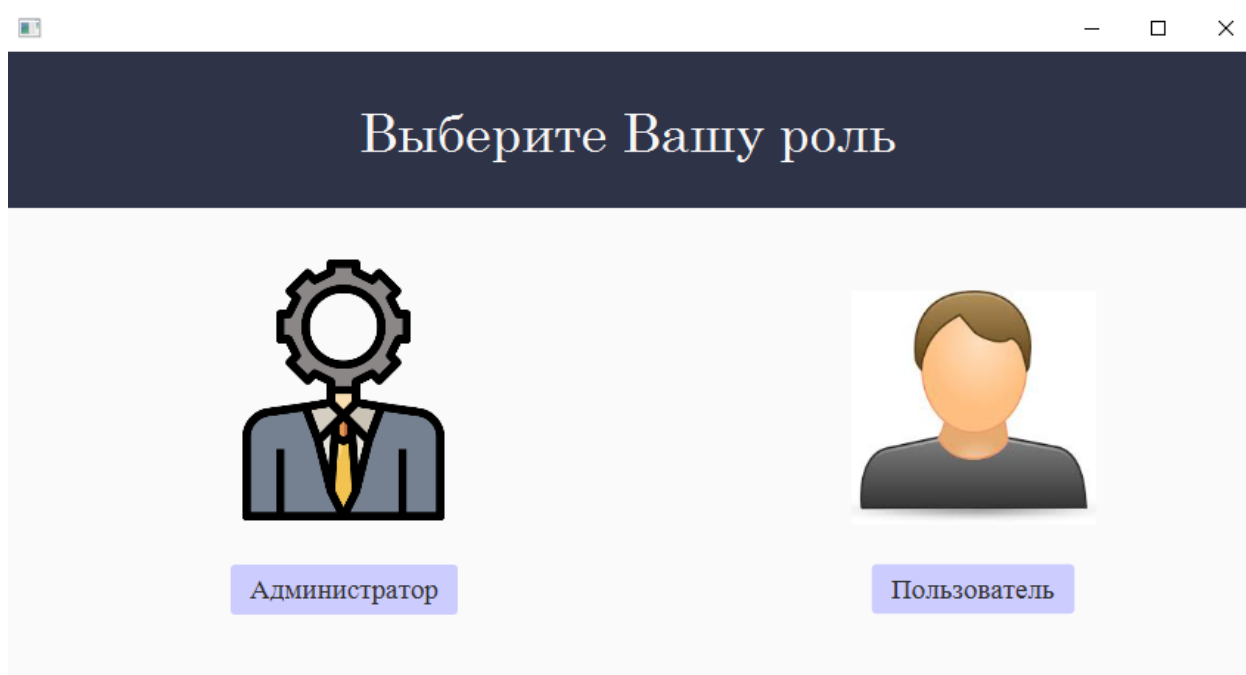 Выберите Вашу роль
Администратор
Пользователь